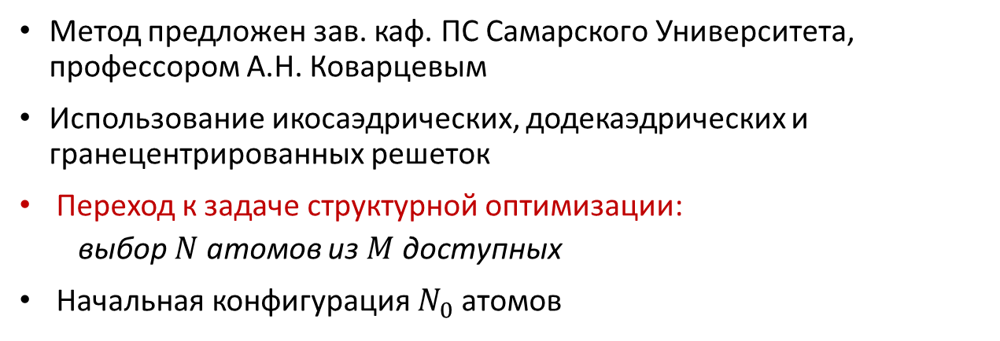 • Метод предложен зав. каф. ПС Самарского Университета,
профессором А.Н. Коварцевым
• Использование икосаэдрических, додекаэдрических и
гранецентрированных решеток
• Переход к задаче структурной оптимизации:
выбор N атомов из M доступных
• Начальная конфигурация N₀ атомов